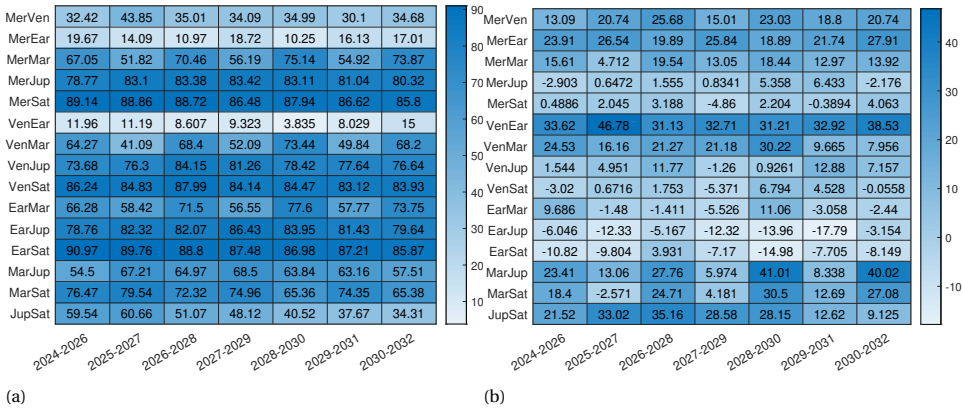 MerVen 32.42 43.85 35.01 34.09 34.99 30.1 34.68
MerEar 19.67 14.09 10.97 18.72 10.25 16.13 17.01
MerMar 67.05 51.82 70.46 56.19 75.14 54.92 73.87
MerJup 78.77 83.1 83.38 83.42 83.11 81.04 80.32
MerSat 89.14 88.86 88.72 86.48 87.94 86.62 85.8
VenEar 11.96 11.19 8.607 9.323 3.835 8.029 15
VenMar 64.27 41.09 68.4 52.09 73.44 49.84 68.2
VenJup 73.68 76.3 84.15 81.26 78.42 77.64 76.64
VenSat 86.24 84.83 87.99 84.14 84.47 83.12 83.93
EarMar 66.28 58.42 71.5 56.55 77.6 57.77 73.75
EarJup 78.76 82.32 82.07 86.43 83.95 81.43 79.64
EarSat 90.97 89.76 88.8 87.48 86.98 87.21 85.87
MarJup 54.5 67.21 64.97 68.5 63.84 63.16 57.51
MarSat 76.47 79.54 72.32 74.96 65.36 74.35 65.38
JupSat 59.54 60.66 51.07 48.12 40.52 37.67 34.31
2024-2026 2025-2027 2026-2028 2027-2029 2028-2030 2029-2031 2030-2032
90
80
70
60
50
40
30
20
10
(a)
MerVen 13.09 20.74 25.68 15.01 23.03 18.8 20.74
MerEar 23.91 26.54 19.89 25.84 18.89 21.74 27.91
MerMar 15.61 4.712 19.54 13.05 18.44 12.97 13.92
MerJup -2.903 0.6472 1.555 0.8341 5.358 6.433 -2.176
MerSat 0.4886 2.045 3.188 -4.86 2.204 -0.3894 4.063
VenEar 33.62 46.78 31.13 32.71 31.21 32.92 38.53
VenMar 24.53 16.16 21.27 21.18 30.22 9.665 7.956
VenJup 1.544 4.951 11.77 -1.26 0.9261 12.88 7.157
VenSat -3.02 0.6716 1.753 -5.371 6.794 4.528 -0.0558
EarMar 9.686 -1.48 -1.411 -5.526 11.06 -3.058 -2.44
EarJup -6.046 -12.33 -5.167 -12.32 -13.96 -17.79 -3.154
EarSat -10.82 -9.804 3.931 -7.17 -14.98 -7.705 -8.149
MarJup 23.41 13.06 27.76 5.974 41.01 8.338 40.02
MarSat 18.4 -2.571 24.71 4.181 30.5 12.69 27.08
JupSat 21.52 33.02 35.16 28.58 28.15 12.62 9.125
2024-2026 2025-2027 2026-2028 2027-2029 2028-2030 2029-2031 2030-2032
40
30
20
10
0
-10
(b)